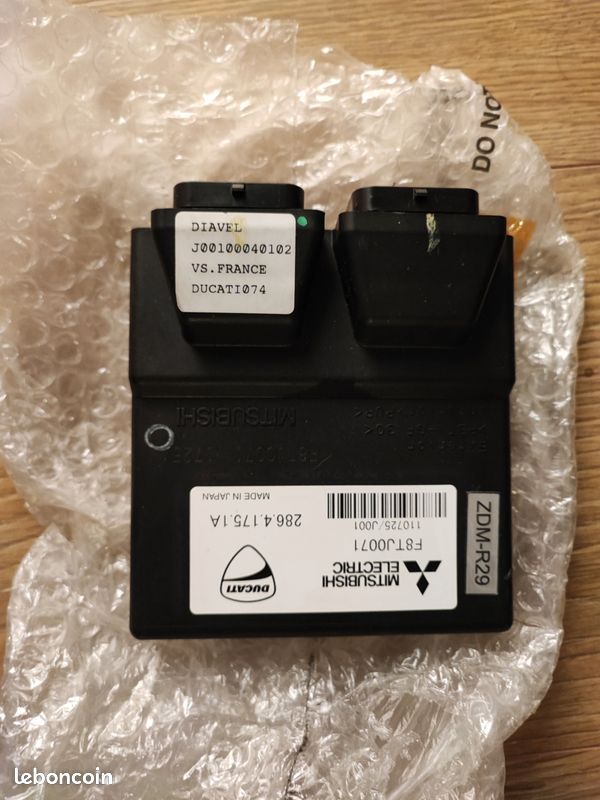 DO NOT
DIAVEL
J00100040102
VS.FRANCE
DUCATI074
MITSUBISHI
MITSUBISHI
ELECTRIC
F8TJ0071
110725/J001
286.4.175.1A
MADE IN JAPAN
DUCATI
ZDM-R29
leboncoin